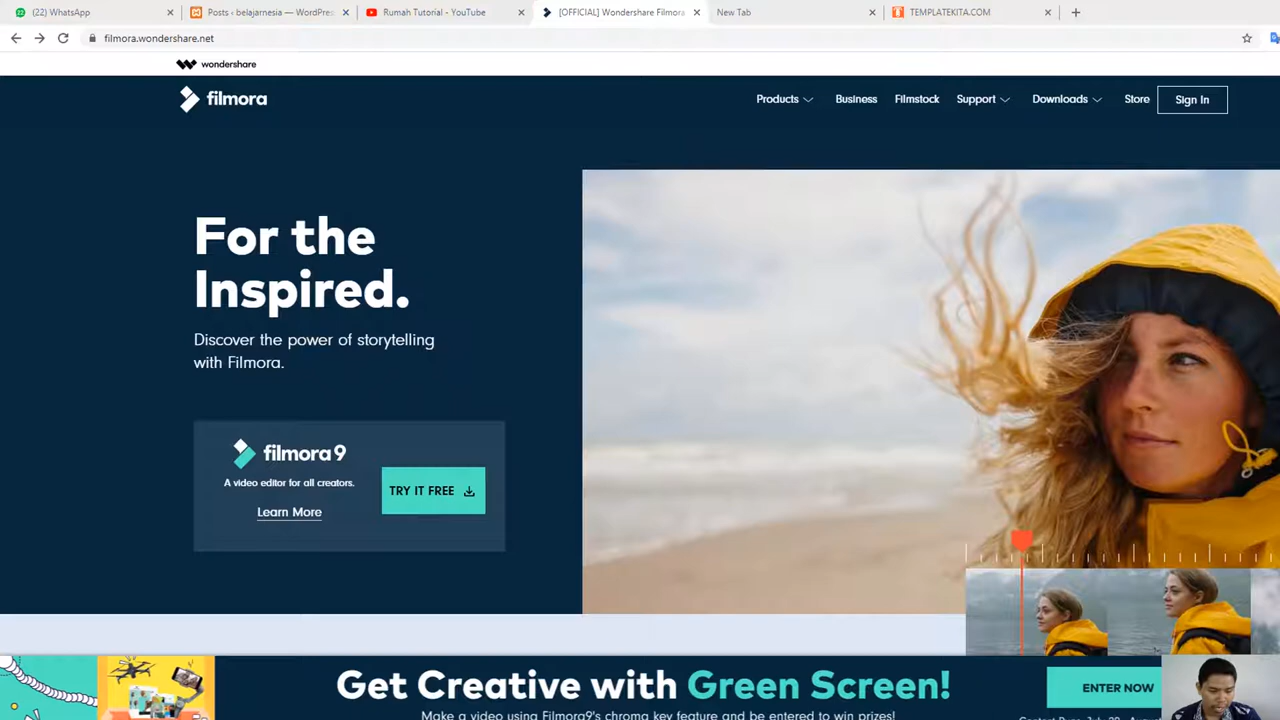 (22) WhatsApp
Posts ‹ belajarnesia — WordPres
Rumah Tutorial - YouTube
[OFFICIAL] Wondershare Filmora
New Tab
TEMPLATEKITA.COM
filmora.wondershare.net
wondershare
filmora
Products
Business
Filmstock
Support
Downloads
Store
Sign In
For the
Inspired.
Discover the power of storytelling
with Filmora.
filmora9
A video editor for all creators.
TRY IT FREE
Learn More
Get Creative with Green Screen!
ENTER NOW
Make a video using Filmora9's chroma key feature and be entered to win prizes!